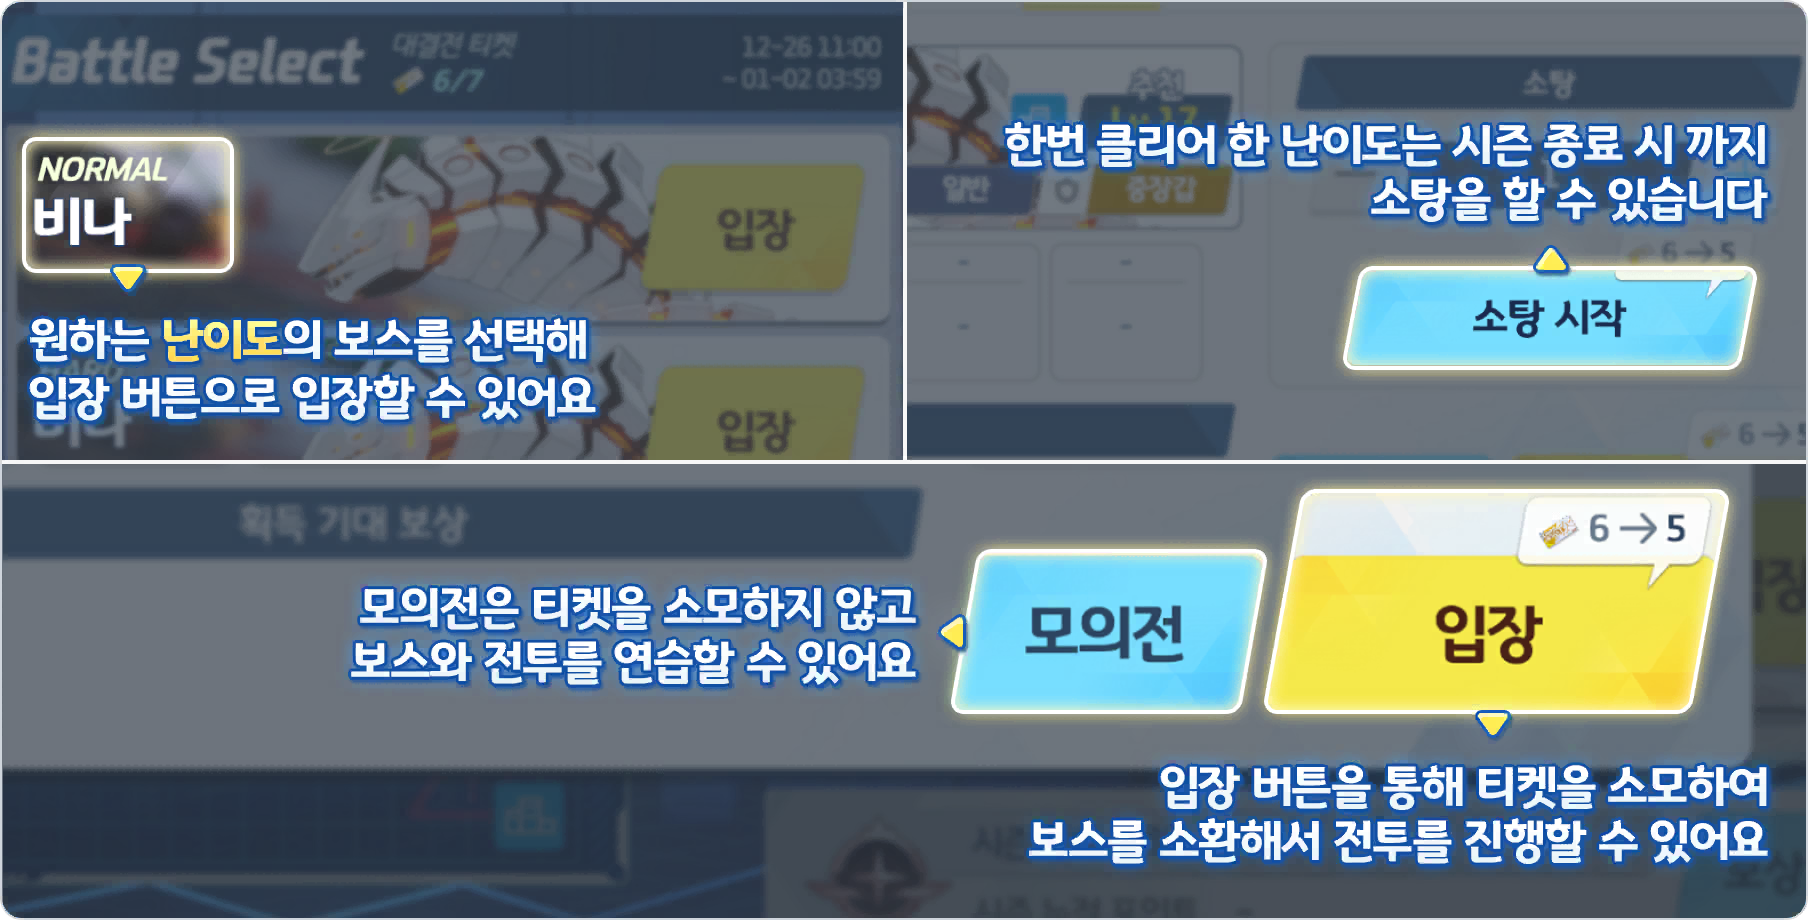 Battle Select
대결전 티켓
6/7
12-26 11:00
~ 01-02 03:59
NORMAL
비나
입장
원하는 난이도의 보스를 선택해
입장 버튼으로 입장할 수 있어요
비나
입장
소탕
추천
일반
중장갑
한번 클리어 한 난이도는 시즌 종료 시 까지
소탕을 할 수 있습니다
6→5
소탕 시작
6→5
획득 기대 보상
모의전은 티켓을 소모하지 않고
보스와 전투를 연습할 수 있어요
모의전
6→5
입장
입장 버튼을 통해 티켓을 소모하여
보스를 소환해서 전투를 진행할 수 있어요
보상